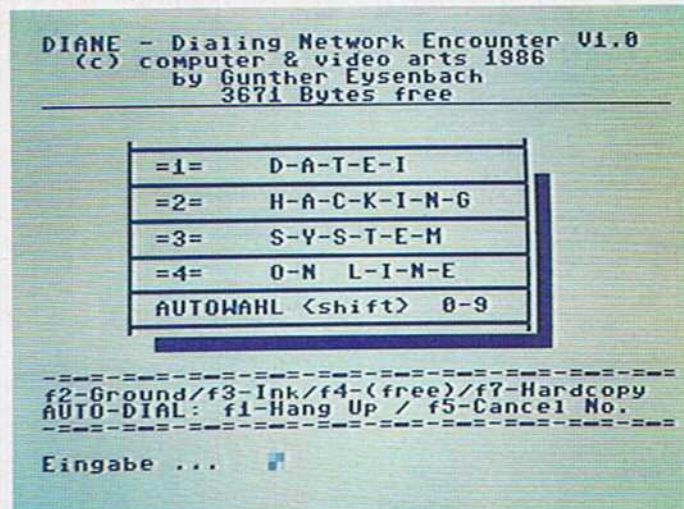 DIANE - Dialing Network Encounter V1.0
(c) computer & video arts 1986
by Gunther Eysenbach
3671 Bytes free
=1= D-A-T-E-I
=2= H-A-C-K-I-N-G
=3= S-Y-S-T-E-M
=4= O-N L-I-N-E
AUTOWAHL <shift> 0-9
-=-=-=-=-=-=-=-=-=-=-=-=-=-=-=-=-=-=-=-=
f2-Ground/f3-Ink/f4-(free)/f7-Hardcopy
AUTO-DIAL: f1-Hang Up / f5-Cancel No.
-=-=-=-=-=-=-=-=-=-=-=-=-=-=-=-=-=-=-=-=
Eingabe ...